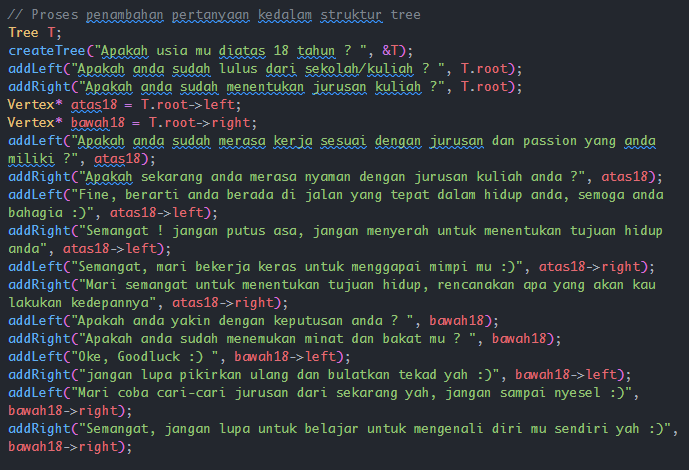 // Proses penambahan pertanyaan kedalam struktur tree
Tree T;
createTree("Apakah usia mu diatas 18 tahun ? ", &T);
addLeft("Apakah anda sudah lulus dari sekolah/kuliah ? ", T.root);
addRight("Apakah anda sudah menentukan jurusan kuliah ?", T.root);
Vertex* atas18 = T.root->left;
Vertex* bawah18 = T.root->right;
addLeft("Apakah anda sudah merasa kerja sesuai dengan jurusan dan passion yang anda
miliki ?", atas18);
addRight("Apakah sekarang anda merasa nyaman dengan jurusan kuliah anda ?", atas18);
addLeft("Fine, berarti anda berada di jalan yang tepat dalam hidup anda, semoga anda
bahagia :)", atas18->left);
addRight("Semangat ! jangan putus asa, jangan menyerah untuk menentukan tujuan hidup
anda", atas18->left);
addLeft("Semangat, mari bekerja keras untuk menggapai mimpi mu :)", atas18->right);
addRight("Mari semangat untuk menentukan tujuan hidup, rencanakan apa yang akan kau
lakukan kedepannya", atas18->right);
addLeft("Apakah anda yakin dengan keputusan anda ? ", bawah18);
addRight("Apakah anda sudah menemukan minat dan bakat mu ? ", bawah18);
addLeft("Oke, Goodluck :) ", bawah18->left);
addRight("jangan lupa pikirkan ulang dan bulatkan tekad yah :)", bawah18->left);
addLeft("Mari coba cari-cari jurusan dari sekarang yah, jangan sampai nyesel :)",
bawah18->right);
addRight("Semangat, jangan lupa untuk belajar untuk mengenali diri mu sendiri yah :)",
bawah18->right);